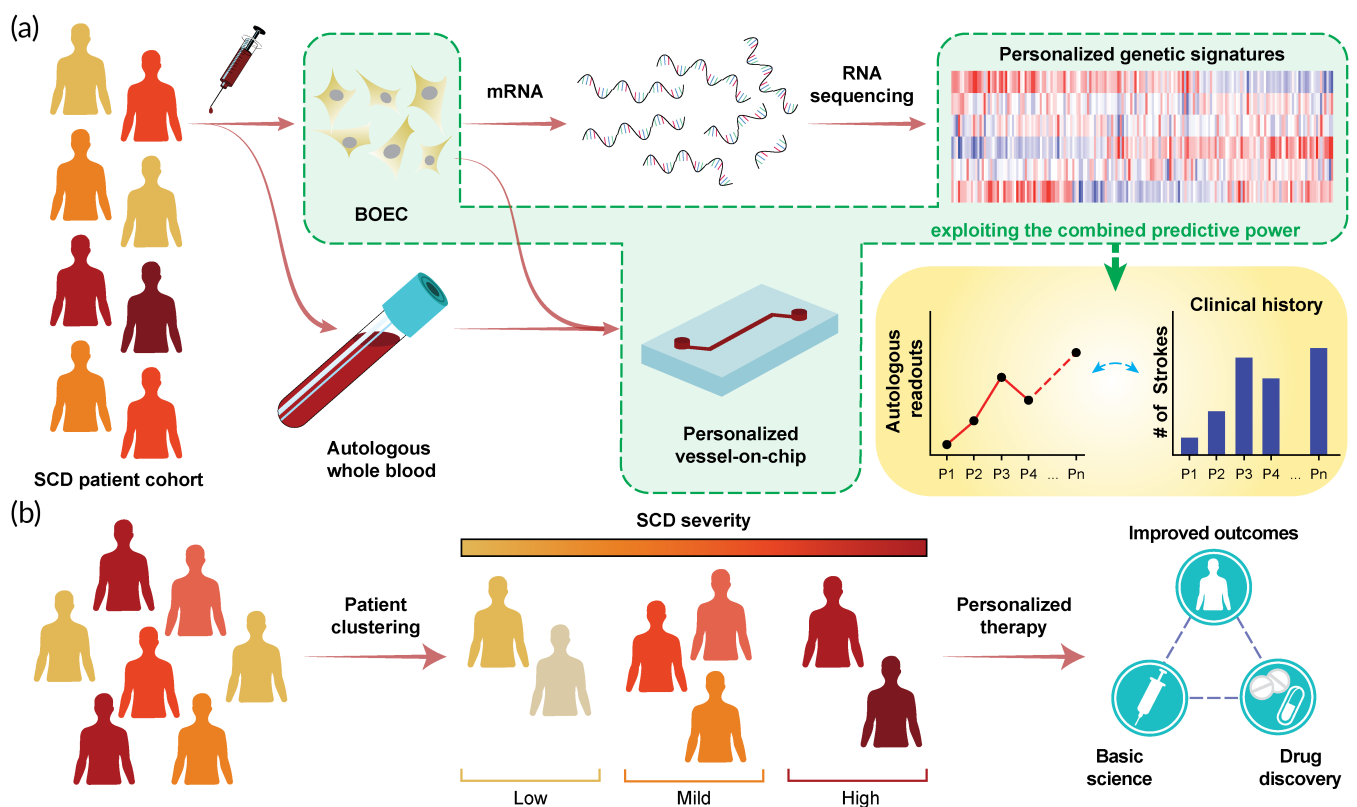 (a)
SCD patient cohort
BOEC
mRNA
RNA
sequencing
Personalized genetic signatures
exploiting the combined predictive power
Autologous
whole blood
Personalized
vessel-on-chip
Autologous
readouts
P1 P2 P3 P4 ... Pn
Clinical history
# of Strokes
P1 P2 P3 P4 ... Pn
(b)
Patient
clustering
SCD severity
Low
Mild
High
Personalized
therapy
Improved outcomes
Basic
science
Drug
discovery